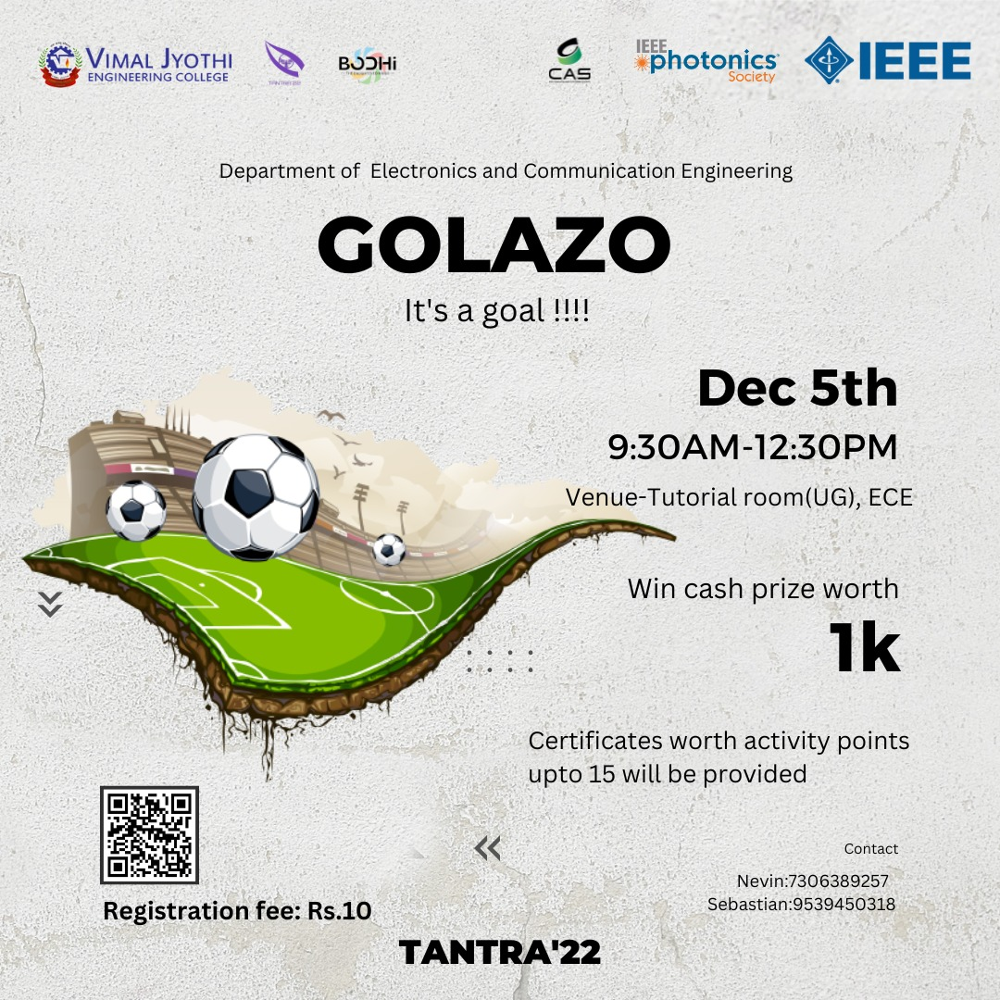 VIMAL JYOTHI
ENGINEERING COLLEGE
BODHI
CAS
IEEE
photonics
Society
IEEE
Department of Electronics and Communication Engineering
GOLAZO
It's a goal !!!!
Dec 5th
9:30AM-12:30PM
Venue-Tutorial room(UG), ECE
Win cash prize worth
1k
Certificates worth activity points
upto 15 will be provided
Contact
Nevin:7306389257
Sebastian:9539450318
Registration fee: Rs.10
TANTRA'22